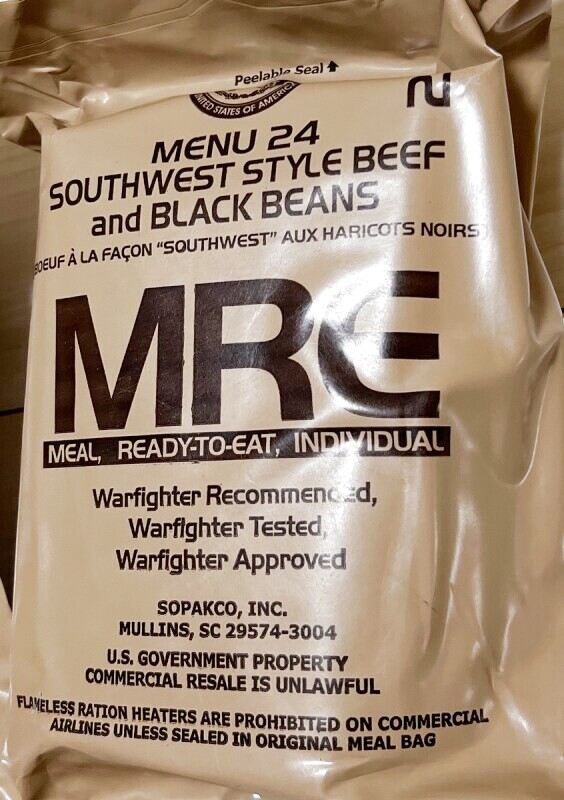 Peelable Seal
UNITED STATES OF AMERICA
MENU 24
SOUTHWEST STYLE BEEF
and BLACK BEANS
BOEUF À LA FAÇON "SOUTHWEST" AUX HARICOTS NOIRS)
MRE
MEAL, READY-TO-EAT, INDIVIDUAL
Warfighter Recommended,
Warfighter Tested,
Warfighter Approved
SOPAKCO, INC.
MULLINS, SC 29574-3004
U.S. GOVERNMENT PROPERTY
COMMERCIAL RESALE IS UNLAWFUL
FLAMELESS RATION HEATERS ARE PROHIBITED ON COMMERCIAL
AIRLINES UNLESS SEALED IN ORIGINAL MEAL BAG